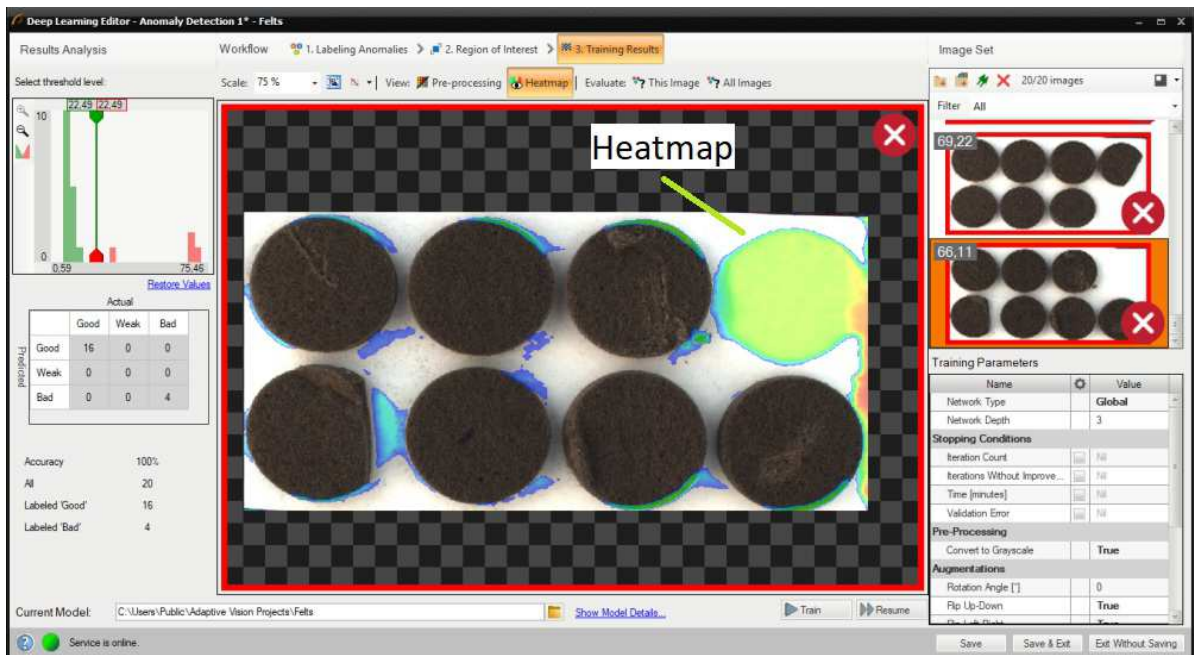 Deep Learning Editor - Anomaly Detection 1* - Felts
Results Analysis
Workflow 1. Labeling Anomalies 2. Region of Interest 3. Training Results
Image Set
Select threshold level:
Scale: 75 % View: Pre-processing Heatmap Evaluate: This Image All Images
20/20 images
Filter All
22,49 22,49
10
0
0,59 75,46
Restore Values
Actual
Good Weak Bad
Predicted
Good 16 0 0
Weak 0 0 0
Bad 0 0 4
Accuracy 100%
All 20
Labeled 'Good' 16
Labeled 'Bad' 4
Heatmap
69,22
66,11
Training Parameters
Name Value
Network Type Global
Network Depth 3
Stopping Conditions
Iteration Count Nil
Iterations Without Improve... Nil
Time [minutes] Nil
Validation Error Nil
Pre-Processing
Convert to Grayscale True
Augmentations
Rotation Angle [°] 0
Flip Up-Down True
Flip Left-Right True
Current Model: C:\Users\Public\Adaptive Vision Projects\Felts
Show Model Details...
Train Resume
Service is online.
Save Save & Exit Exit Without Saving